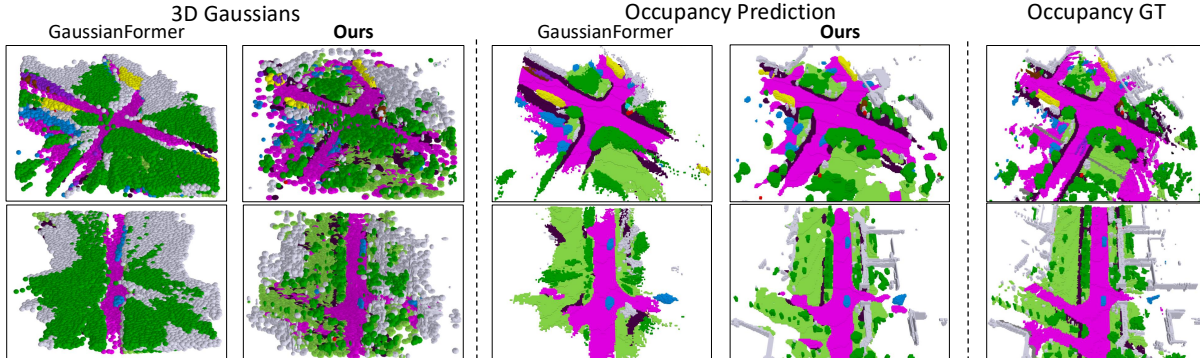 3D Gaussians
Occupancy Prediction
Occupancy GT
GaussianFormer
Ours
GaussianFormer
Ours